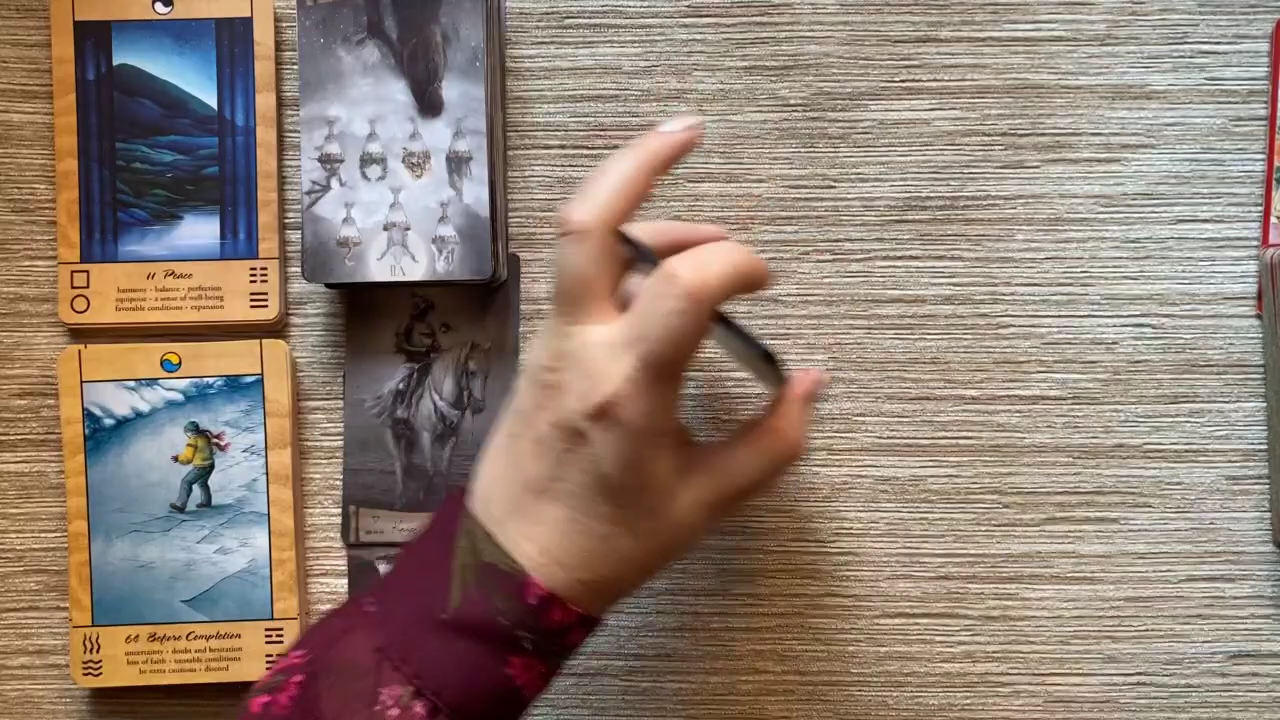 11 Peace
harmony • balance • perfection
equipoise • a sense of well-being
favorable conditions • expansion
VII
64 Before Completion
uncertainty • doubt and hesitation
loss of faith • unstable conditions
be extra cautious • discord